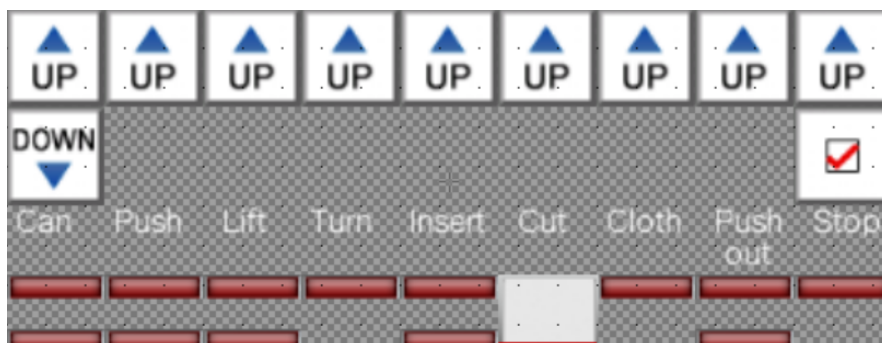 UP UP UP UP UP UP UP UP UP
DOWN
Can Push Lift Turn Insert Cut Cloth Push out Stop